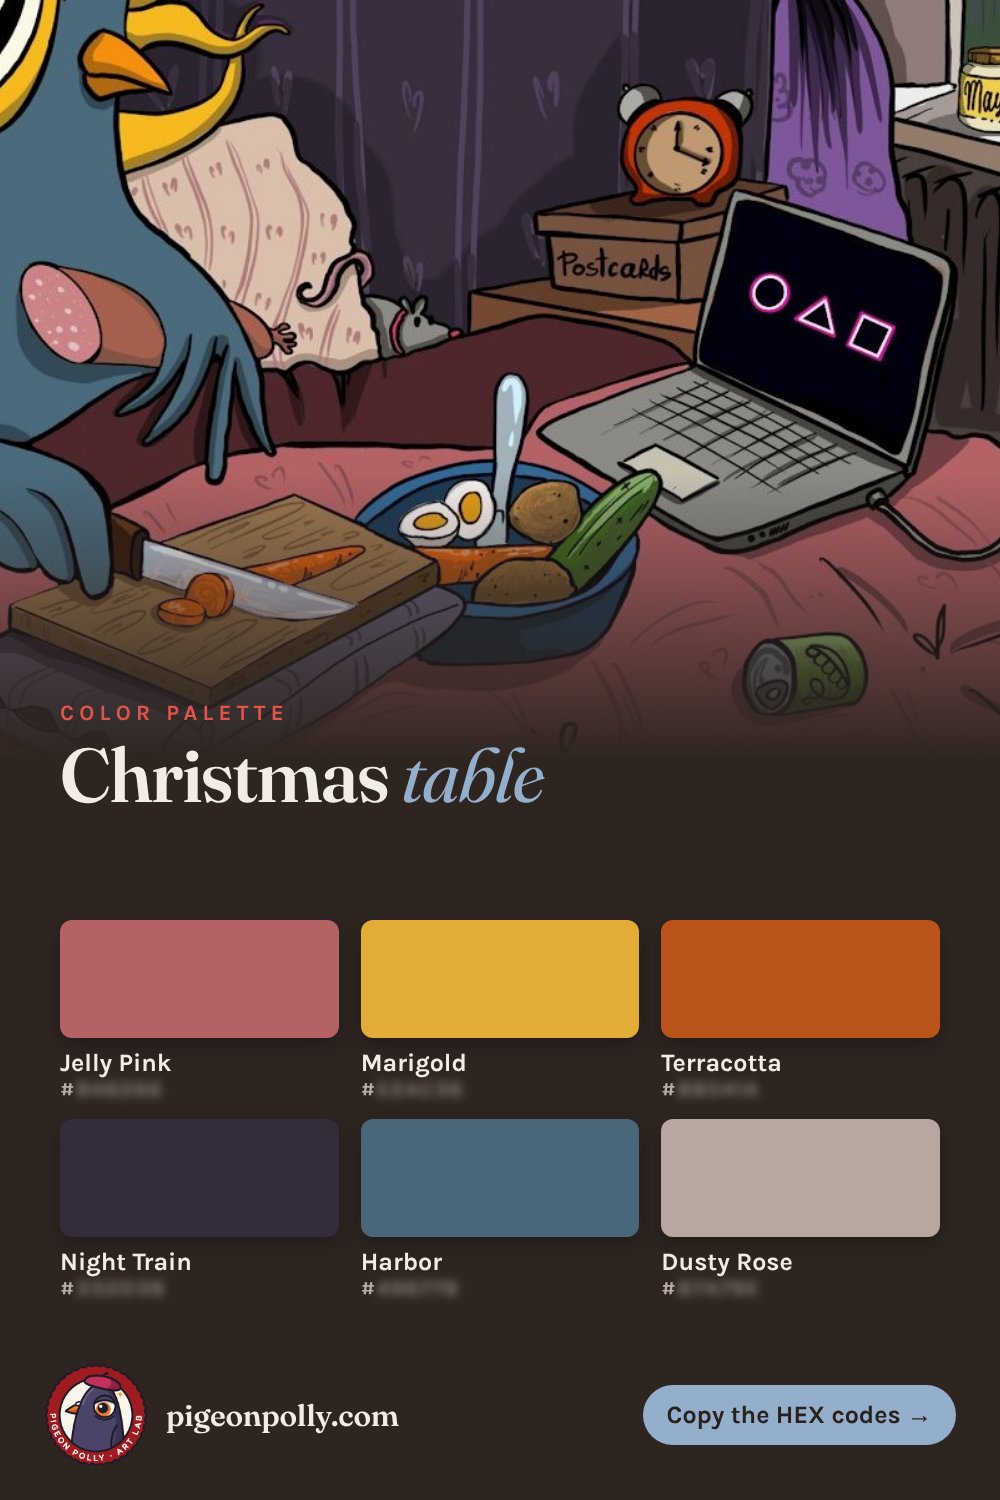 May
Postcards
COLOR PALETTE
Christmas table
Jelly Pink
Marigold
Terracotta
#
#
#
Night Train
Harbor
Dusty Rose
#
#
#
PIGEON POLLY · ART LAB
pigeonpolly.com
Copy the HEX codes →